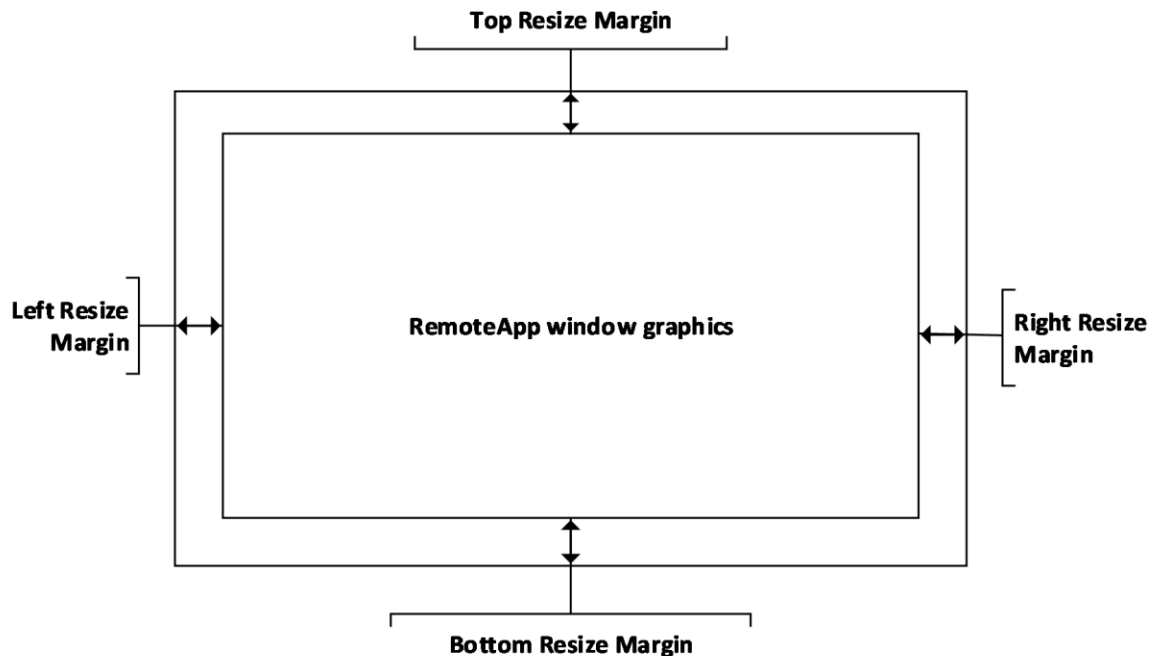 Top Resize Margin
Left Resize
Margin
RemoteApp window graphics
Right Resize
Margin
Bottom Resize Margin